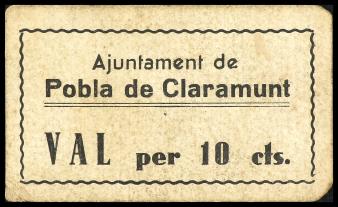 Ajuntament de
Pobla de Claramunt
VAL per 10 cts.